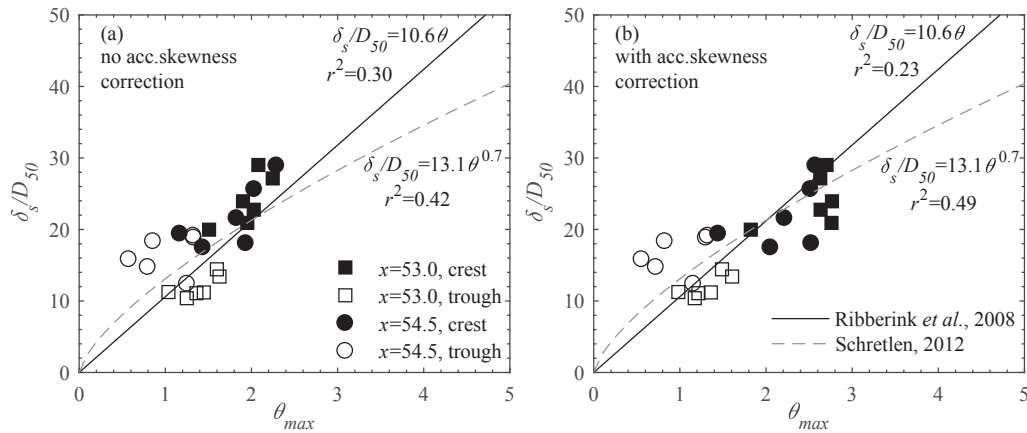 (a)
no acc.skewness
correction
δs/D50=10.6θ
r²=0.30
δs/D50=13.1θ^0.7
r²=0.42
x=53.0, crest
x=53.0, trough
x=54.5, crest
x=54.5, trough
δs/D50
50
40
30
20
10
0
0 1 2 3 4 5
θmax
(b)
with acc.skewness
correction
δs/D50=10.6θ
r²=0.23
δs/D50=13.1θ^0.7
r²=0.49
Ribberink et al., 2008
Schretlen, 2012
δs/D50
50
40
30
20
10
0
0 1 2 3 4 5
θmax